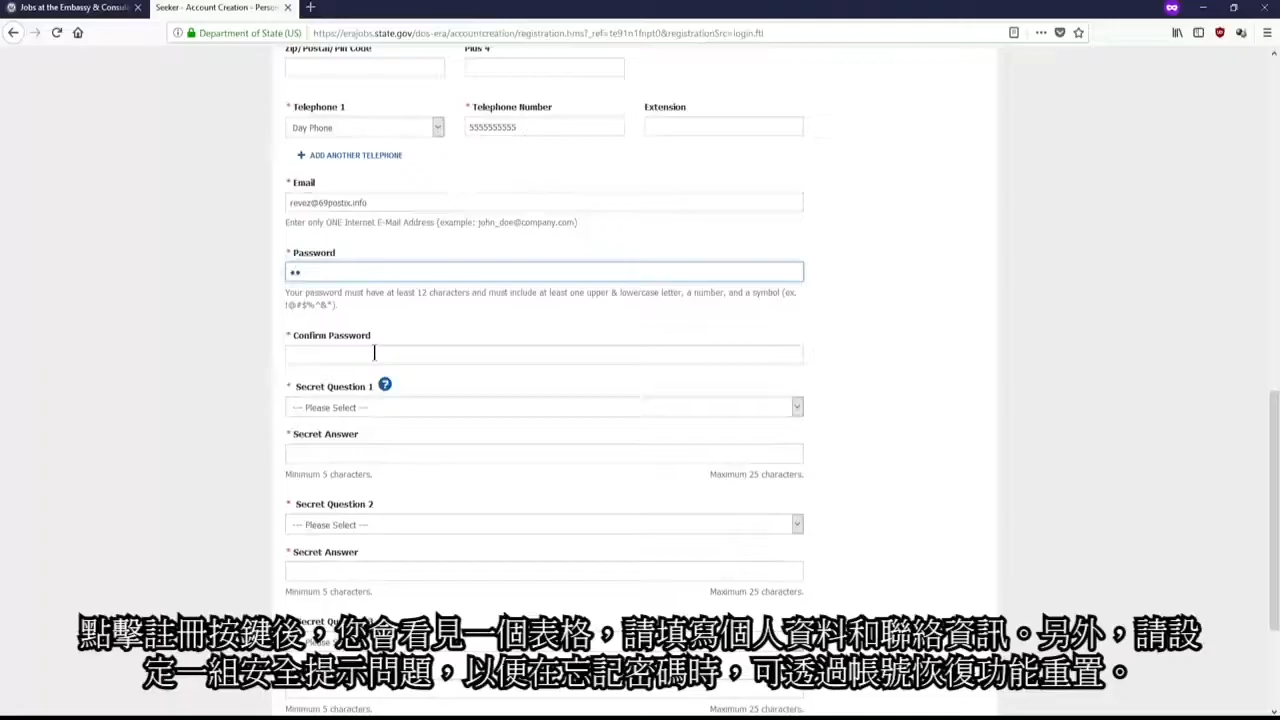 Jobs at the Embassy & Consula
Seeker - Account Creation - Person
Department of State (US)
https://erajobs.state.gov/dos-era/accountcreation/registration.hms?_ref=te91n1fnpt0&registrationSrc=login.ftl
Zip/Postal/Pin Code
Plus 4
* Telephone 1
* Telephone Number
Extension
Day Phone
5555555555
+ ADD ANOTHER TELEPHONE
* Email
revez@69postix.info
Enter only ONE Internet E-Mail Address (example: john_doe@company.com)
* Password
**
Your password must have at least 12 characters and must include at least one upper & lowercase letter, a number, and a symbol (ex.
!@#$%^&*).
* Confirm Password
* Secret Question 1 ?
--- Please Select ---
* Secret Answer
Minimum 5 characters.
Maximum 25 characters.
* Secret Question 2
--- Please Select ---
* Secret Answer
Minimum 5 characters.
Maximum 25 characters.
點擊註冊按鍵後，您會看見一個表格，請填寫個人資料和聯絡資訊。另外，請設
定一組安全提示問題，以便在忘記密碼時，可透過帳號恢復功能重置。
Minimum 5 characters.
Maximum 25 characters.